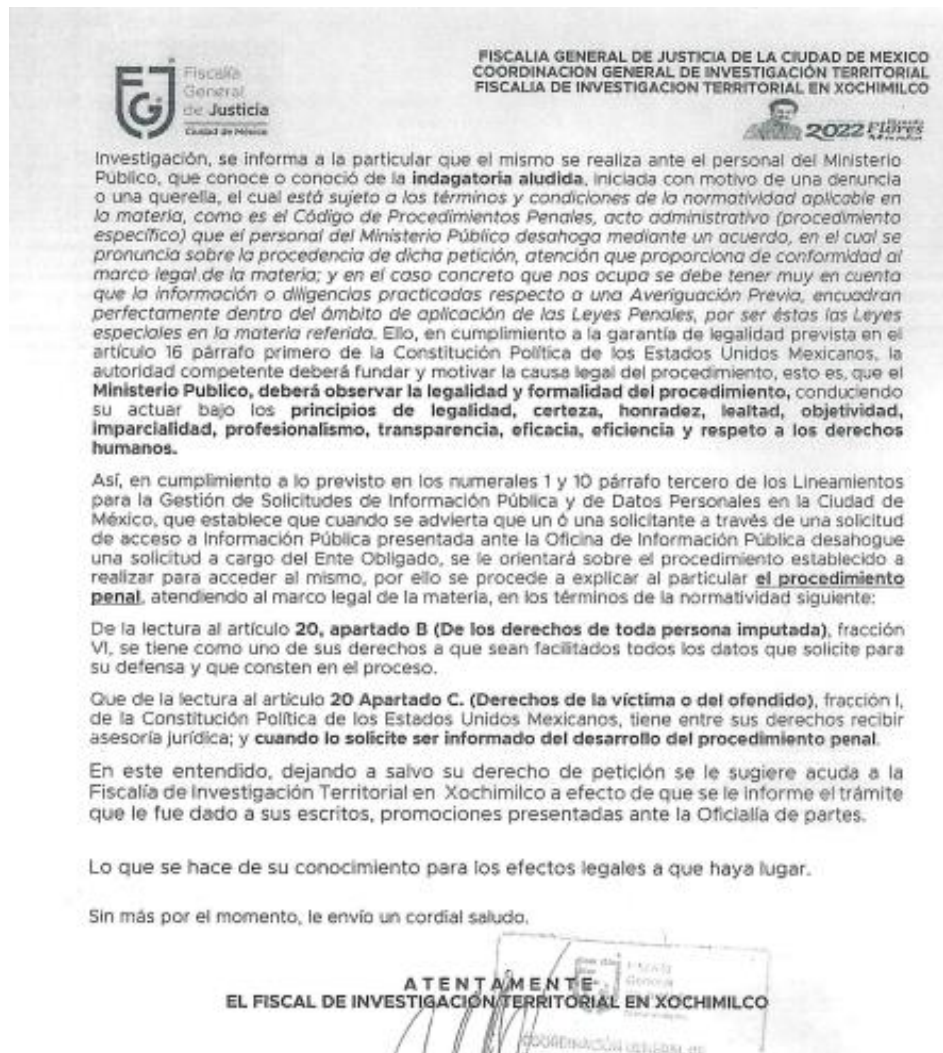 Fiscalía
General
de Justicia
Ciudad de México
FISCALIA GENERAL DE JUSTICIA DE LA CIUDAD DE MEXICO
COORDINACION GENERAL DE INVESTIGACIÓN TERRITORIAL
FISCALIA DE INVESTIGACION TERRITORIAL EN XOCHIMILCO
2022 Flores
Investigación, se informa a la particular que el mismo se realiza ante el personal del Ministerio
Público, que conoce o conoció de la indagatoria aludida, iniciada con motivo de una denuncia
o una querella, el cual está sujeto a los términos y condiciones de la normatividad aplicable en
la materia, como es el Código de Procedimientos Penales, acto administrativo (procedimiento
específico) que el personal del Ministerio Público desahoga mediante un acuerdo, en el cual se
pronuncia sobre la procedencia de dicha petición, atención que proporciona de conformidad al
marco legal de la materia; y en el caso concreto que nos ocupa se debe tener muy en cuenta
que la información o diligencias practicadas respecto a una Averiguación Previa, encuadran
perfectamente dentro del ámbito de aplicación de las Leyes Penales, por ser éstas las Leyes
especiales en la materia referida. Ello, en cumplimiento a la garantía de legalidad prevista en el
artículo 16 párrafo primero de la Constitución Política de los Estados Unidos Mexicanos, la
autoridad competente deberá fundar y motivar la causa legal del procedimiento, esto es, que el
Ministerio Publico, deberá observar la legalidad y formalidad del procedimiento, conduciendo
su actuar bajo los principios de legalidad, certeza, honradez, lealtad, objetividad,
imparcialidad, profesionalismo, transparencia, eficacia, eficiencia y respeto a los derechos
humanos.
Así, en cumplimiento a lo previsto en los numerales 1 y 10 párrafo tercero de los Lineamientos
para la Gestión de Solicitudes de Información Pública y de Datos Personales en la Ciudad de
México, que establece que cuando se advierta que un ó una solicitante a través de una solicitud
de acceso a Información Pública presentada ante la Oficina de Información Pública desahogue
una solicitud a cargo del Ente Obligado, se le orientará sobre el procedimiento establecido a
realizar para acceder al mismo, por ello se procede a explicar al particular el procedimiento
penal, atendiendo al marco legal de la materia, en los términos de la normatividad siguiente:
De la lectura al artículo 20, apartado B (De los derechos de toda persona imputada), fracción
VI, se tiene como uno de sus derechos a que sean facilitados todos los datos que solicite para
su defensa y que consten en el proceso.
Que de la lectura al artículo 20 Apartado C. (Derechos de la víctima o del ofendido), fracción I,
de la Constitución Política de los Estados Unidos Mexicanos, tiene entre sus derechos recibir
asesoría jurídica; y cuando lo solicite ser informado del desarrollo del procedimiento penal.
En este entendido, dejando a salvo su derecho de petición se le sugiere acuda a la
Fiscalía de Investigación Territorial en Xochimilco a efecto de que se le informe el trámite
que le fue dado a sus escritos, promociones presentadas ante la Oficialía de partes.
Lo que se hace de su conocimiento para los efectos legales a que haya lugar.
Sin más por el momento, le envío un cordial saludo.
ATENTAMENTE
EL FISCAL DE INVESTIGACIÓN TERRITORIAL EN XOCHIMILCO
Fiscalía
General
COORDINACIÓN GENERAL DE